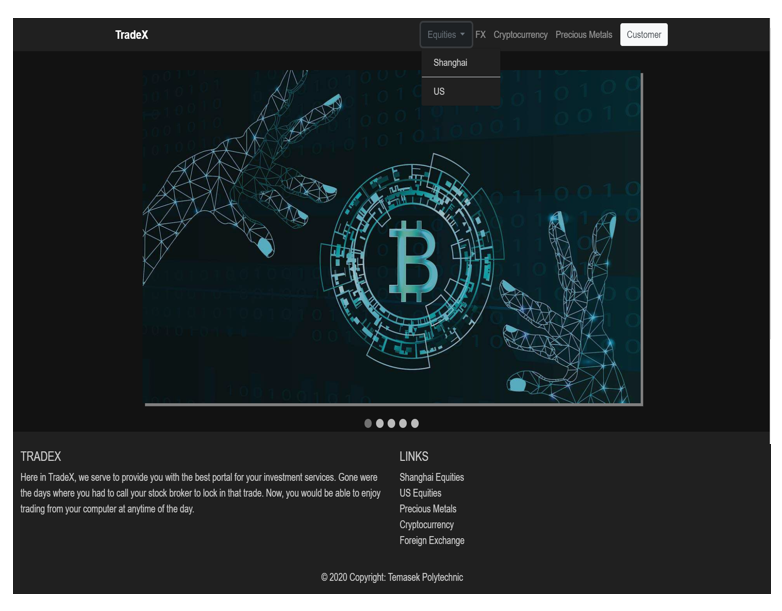 TradeX Equities FX Cryptocurrency Precious Metals Customer
Shanghai
US
TRADEX
Here in TradeX, we serve to provide you with the best portal for your investment services. Gone were
the days where you had to call your stock broker to lock in that trade. Now, you would be able to enjoy
trading from your computer at anytime of the day.
LINKS
Shanghai Equities
US Equities
Precious Metals
Cryptocurrency
Foreign Exchange
© 2020 Copyright: Temasek Polytechnic